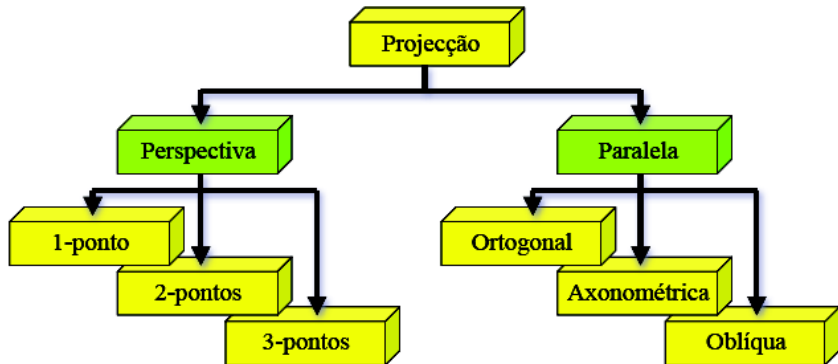 Projecção
Perspectiva
Paralela
1-ponto
Ortogonal
2-pontos
Axonométrica
3-pontos
Oblíqua